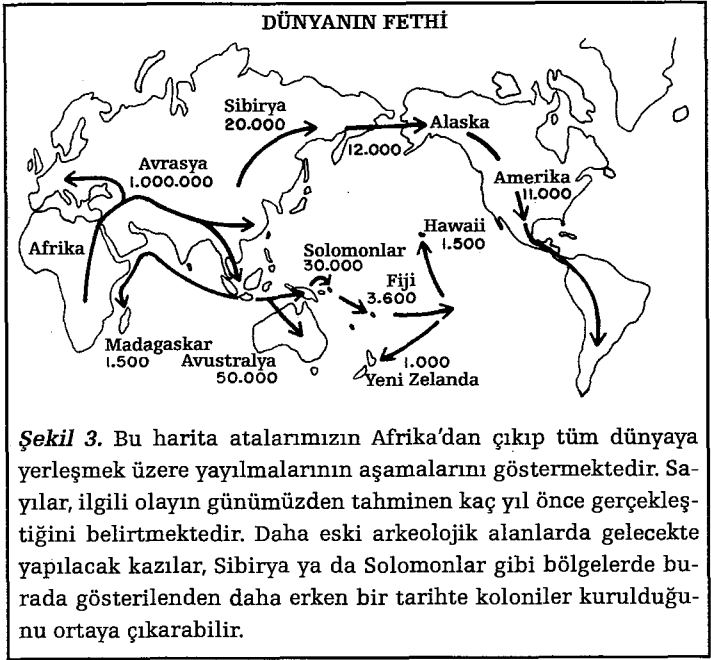 DÜNYANIN FETHİ
Sibirya
20.000
Alaska
12.000
Avrasya
1.000.000
Amerika
11.000
Afrika
Hawaii
1.500
Solomonlar
30.000
Fiji
3.600
Madagaskar
1.500
Avustralya
50.000
1.000
Yeni Zelanda
Şekil 3. Bu harita atalarımızın Afrika'dan çıkıp tüm dünyaya
yerleşmek üzere yayılmalarının aşamalarını göstermektedir. Sa-
yılar, ilgili olayın günümüzden tahminen kaç yıl önce gerçekleş-
tiğini belirtmektedir. Daha eski arkeolojik alanlarda gelecekte
yapılacak kazılar, Sibirya ya da Solomonlar gibi bölgelerde bu-
rada gösterilenden daha erken bir tarihte koloniler kurulduğu-
nu ortaya çıkarabilir.